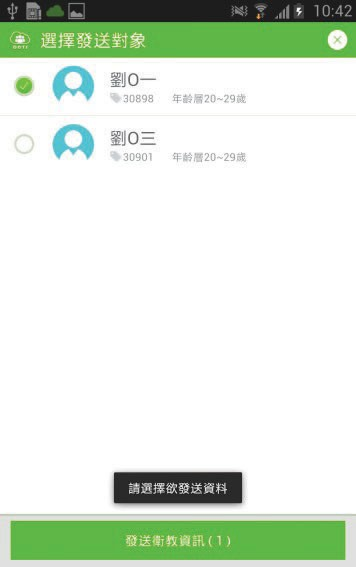 10:42
選擇發送對象
劉O一
30898 年齡層20~29歲
劉O三
30901 年齡層20~29歲
請選擇欲發送資料
發送衛教資訊(1)